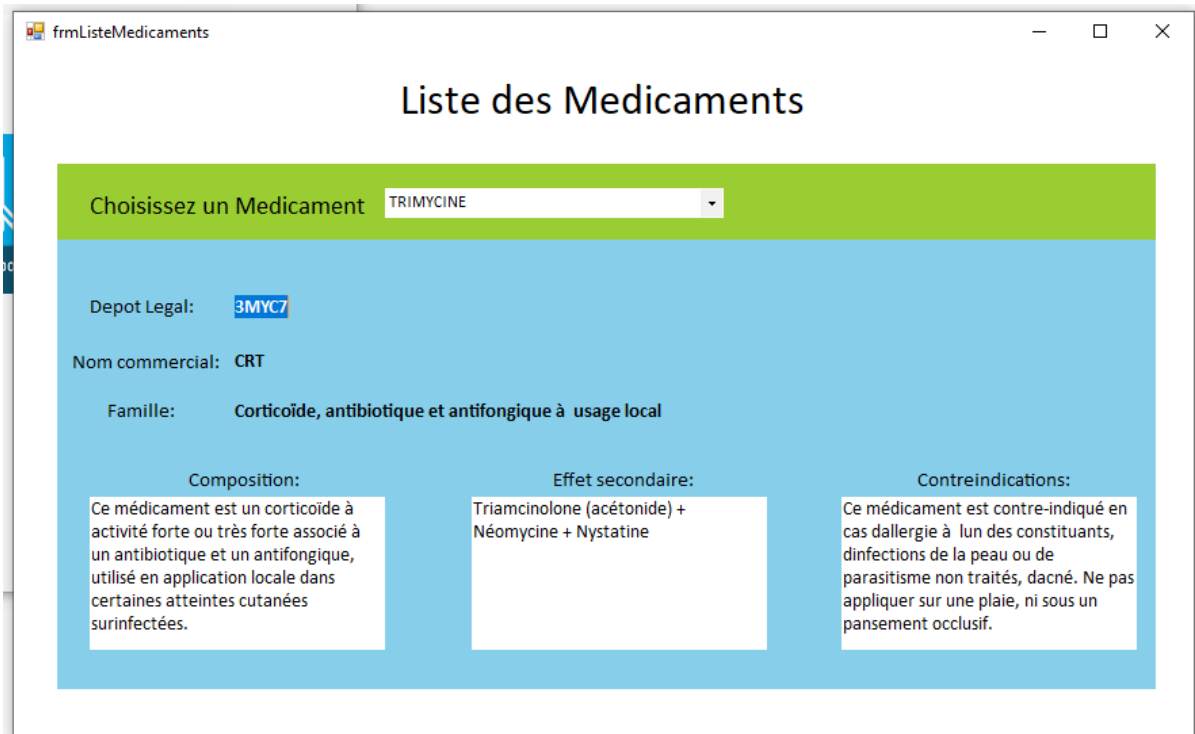 frmListeMedicaments
Liste des Medicaments
Choisissez un Medicament TRIMYCINE
Depot Legal: 3MYC7
Nom commercial: CRT
Famille: Corticoïde, antibiotique et antifongique à  usage local
Composition:
Ce médicament est un corticoïde à
activité forte ou très forte associé à
un antibiotique et un antifongique,
utilisé en application locale dans
certaines atteintes cutanées
surinfectées.
Effet secondaire:
Triamcinolone (acétonide) +
Néomycine + Nystatine
Contreindications:
Ce médicament est contre-indiqué en
cas dallergie à  lun des constituants,
dinfections de la peau ou de
parasitisme non traités, dacné. Ne pas
appliquer sur une plaie, ni sous un
pansement occlusif.